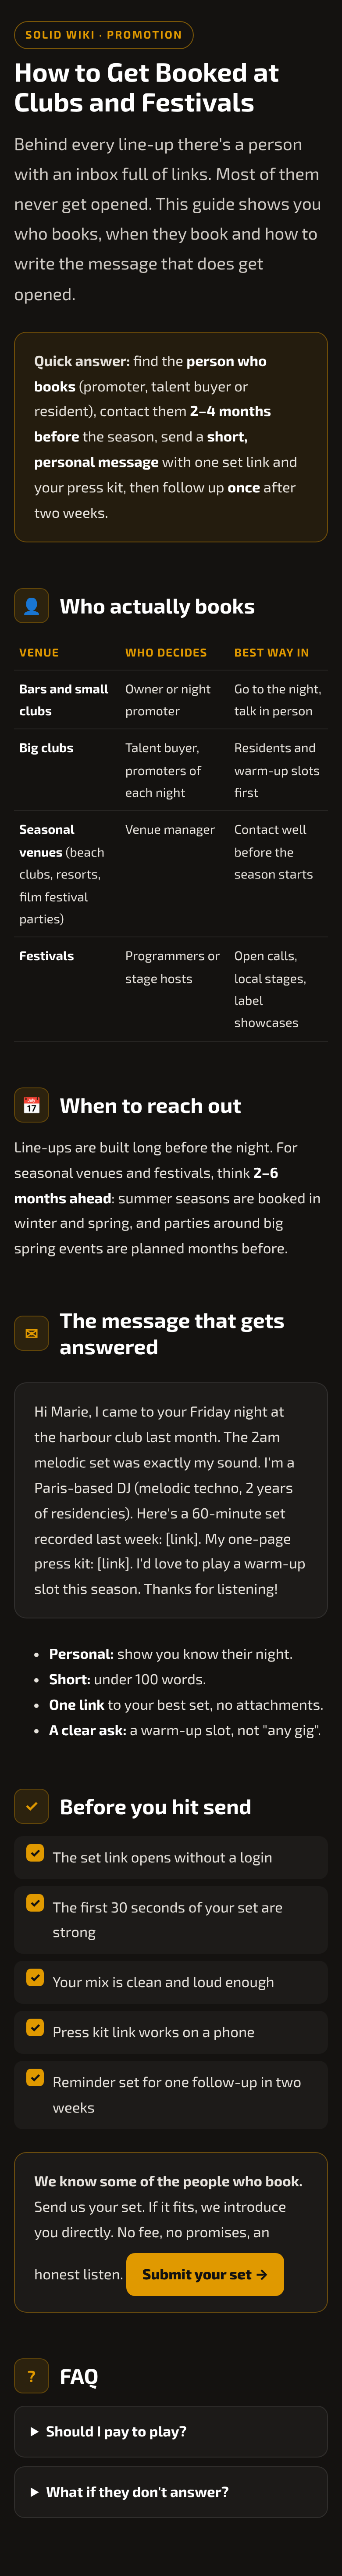 SOLID WIKI · PROMOTION
How to Get Booked at
Clubs and Festivals
Behind every line-up there's a person
with an inbox full of links. Most of them
never get opened. This guide shows you
who books, when they book and how to
write the message that does get
opened.
Quick answer: find the person who
books (promoter, talent buyer or
resident), contact them 2–4 months
before the season, send a short,
personal message with one set link and
your press kit, then follow up once after
two weeks.
Who actually books
VENUE WHO DECIDES BEST WAY IN
Bars and small Owner or night Go to the night,
clubs promoter talk in person
Big clubs Talent buyer, Residents and
promoters of warm-up slots
each night first
Seasonal Venue manager Contact well
venues (beach before the
clubs, resorts, season starts
film festival
parties)
Festivals Programmers or Open calls,
stage hosts local stages,
label
showcases
When to reach out
Line-ups are built long before the night. For
seasonal venues and festivals, think 2–6
months ahead: summer seasons are booked in
winter and spring, and parties around big
spring events are planned months before.
The message that gets
answered
Hi Marie, I came to your Friday night at
the harbour club last month. The 2am
melodic set was exactly my sound. I'm a
Paris-based DJ (melodic techno, 2 years
of residencies). Here's a 60-minute set
recorded last week: [link]. My one-page
press kit: [link]. I'd love to play a warm-up
slot this season. Thanks for listening!
• Personal: show you know their night.
• Short: under 100 words.
• One link to your best set, no attachments.
• A clear ask: a warm-up slot, not "any gig".
Before you hit send
The set link opens without a login
The first 30 seconds of your set are
strong
Your mix is clean and loud enough
Press kit link works on a phone
Reminder set for one follow-up in two
weeks
We know some of the people who book.
Send us your set. If it fits, we introduce
you directly. No fee, no promises, an
honest listen. Submit your set →
? FAQ
Should I pay to play?
What if they don't answer?